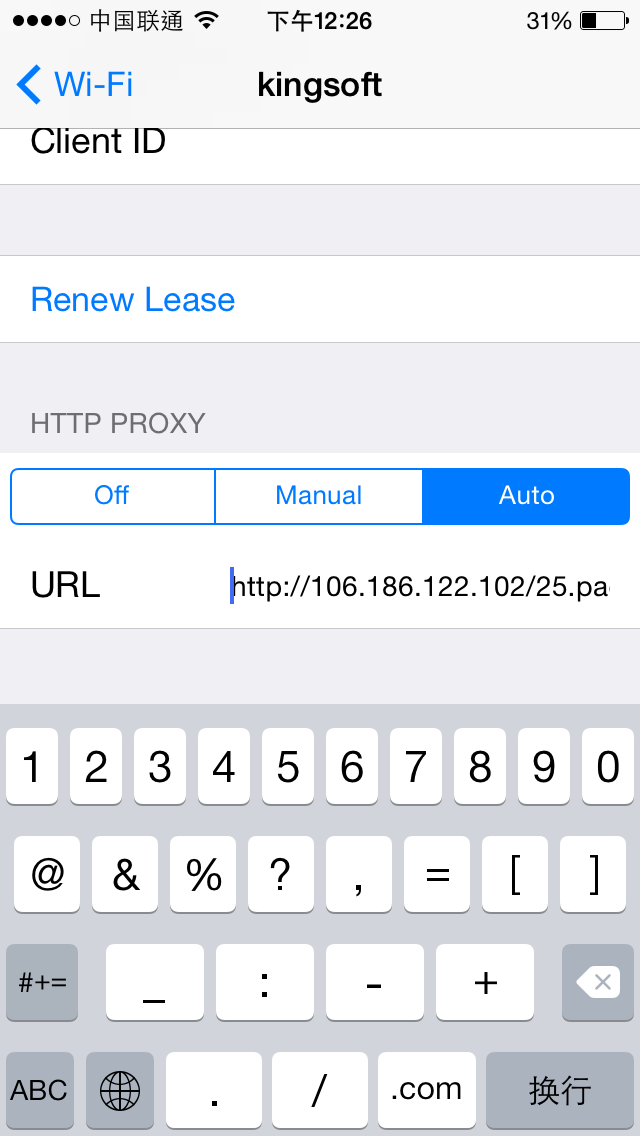 中国联通 下午12:26 31%
Wi-Fi kingsoft
Client ID
Renew Lease
HTTP PROXY
Off Manual Auto
URL http://106.186.122.102/25.pa
1 2 3 4 5 6 7 8 9 0
@ & % ? , = [ ]
#+= _ : - +
ABC . / .com 换行